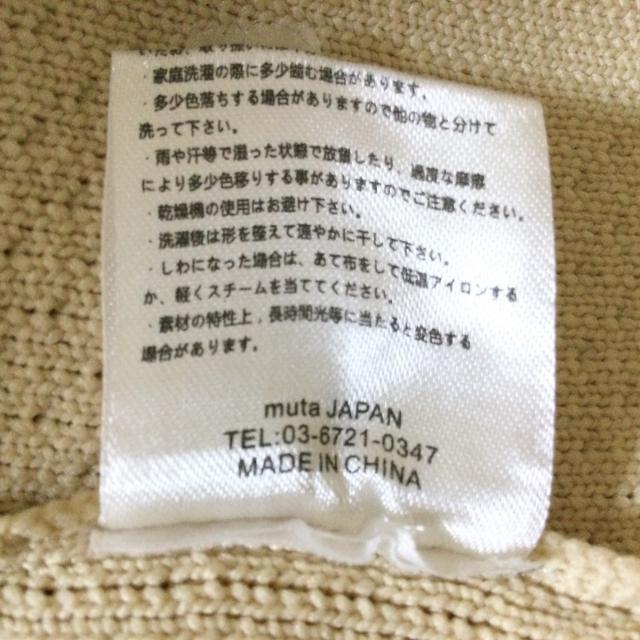 ・家庭洗濯の際に多少縮む場合があります。
・多少色落ちする場合がありますので他の物と分けて
洗って下さい。
・雨や汗等で湿った状態で放置したり、過度な摩擦
により多少色移りする事がありますのでご注意ください。
・乾燥機の使用はお避け下さい。
・洗濯後は形を整えて速やかに干して下さい。
・しわになった場合は、あて布をして低温アイロンする
か、軽くスチームを当ててください。
・素材の特性上、長時間光等に当たると変色する
場合があります。
muta JAPAN
TEL:03-6721-0347
MADE IN CHINA